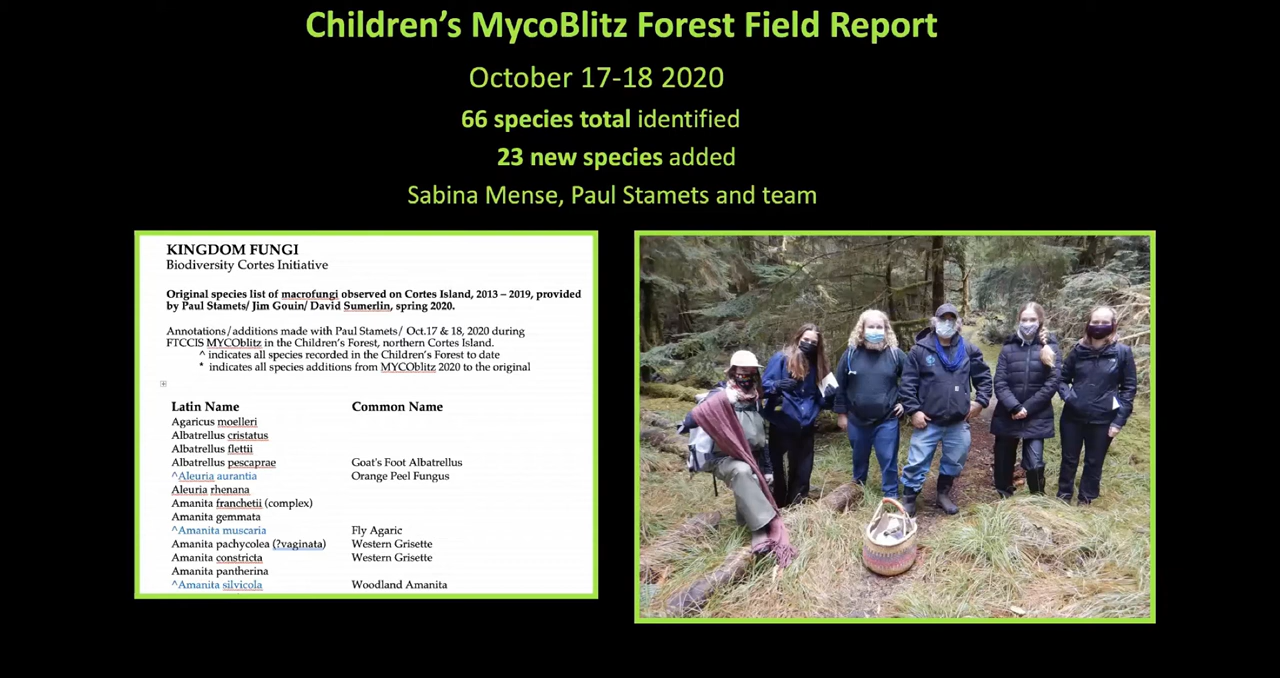 Children's MycoBlitz Forest Field Report
October 17-18 2020
66 species total identified
23 new species added
Sabina Mense, Paul Stamets and team
KINGDOM FUNGI
Biodiversity Cortes Initiative
Original species list of macrofungi observed on Cortes Island, 2013 – 2019, provided
by Paul Stamets/ Jim Gouin/ David Sumerlin, spring 2020.
Annotations/additions made with Paul Stamets/ Oct.17 & 18, 2020 during
FTCCIS MYCOblitz in the Children's Forest, northern Cortes Island.
^ indicates all species recorded in the Children's Forest to date
* indicates all species additions from MYCOblitz 2020 to the original
Latin Name Common Name
Agaricus moelleri
Albatrellus cristatus
Albatrellus flettii
Albatrellus pescaprae Goat's Foot Albatrellus
^Aleuria aurantia Orange Peel Fungus
Aleuria rhenana
Amanita franchetii (complex)
Amanita gemmata
^Amanita muscaria Fly Agaric
Amanita pachycolea (?vaginata) Western Grisette
Amanita constricta Western Grisette
Amanita pantherina
^Amanita silvicola Woodland Amanita